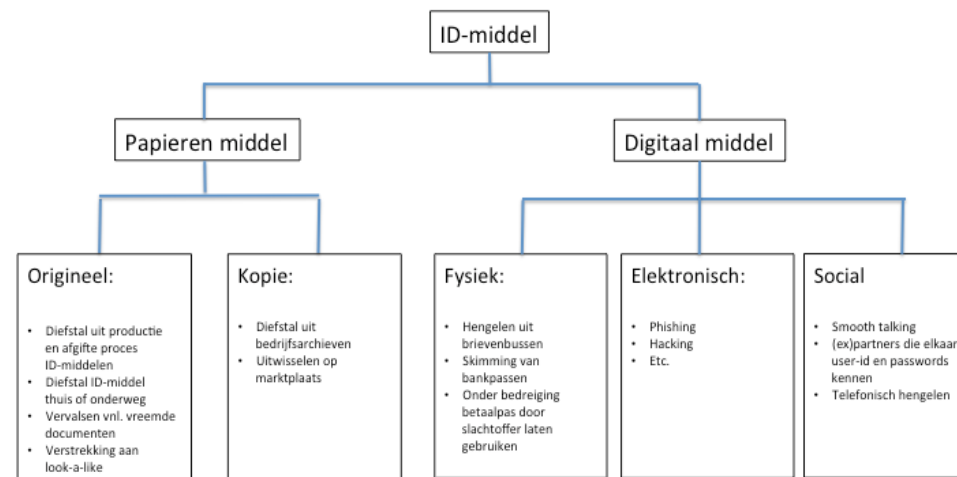 ID-middel
Papieren middel
Digitaal middel
Origineel:
• Diefstal uit productie
en afgifte proces
ID-middelen
• Diefstal ID-middel
thuis of onderweg
• Vervalsen vnl. vreemde
documenten
• Verstrekking aan
look-a-like
Kopie:
• Diefstal uit
bedrijfsarchieven
• Uitwisselen op
marktplaats
Fysiek:
• Hengelen uit
brievenbussen
• Skimming van
bankpassen
• Onder bedreiging
betaalpas door
slachtoffer laten
gebruiken
Elektronisch:
• Phishing
• Hacking
• Etc.
Social
• Smooth talking
• (ex)partners die elkaar
user-id en passwords
kennen
• Telefonisch hengelen